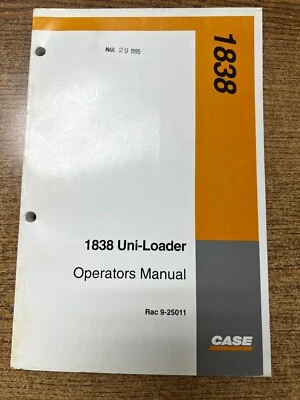 MAR 29 1995
1838
1838 Uni-Loader
Operators Manual
Rac 9-25011
CASE